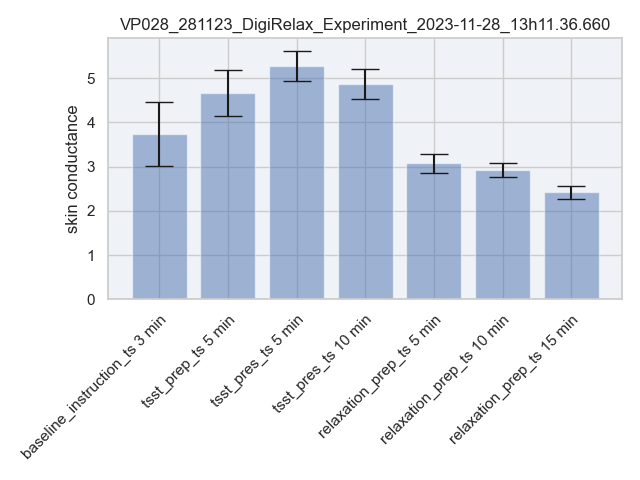 VP028_281123_DigiRelax_Experiment_2023-11-28_13h11.36.660
skin conductance
5
4
3
2
1
0
baseline_instruction_ts 3 min
tsst_prep_ts 5 min
tsst_pres_ts 5 min
tsst_pres_ts 10 min
relaxation_prep_ts 5 min
relaxation_prep_ts 10 min
relaxation_prep_ts 15 min